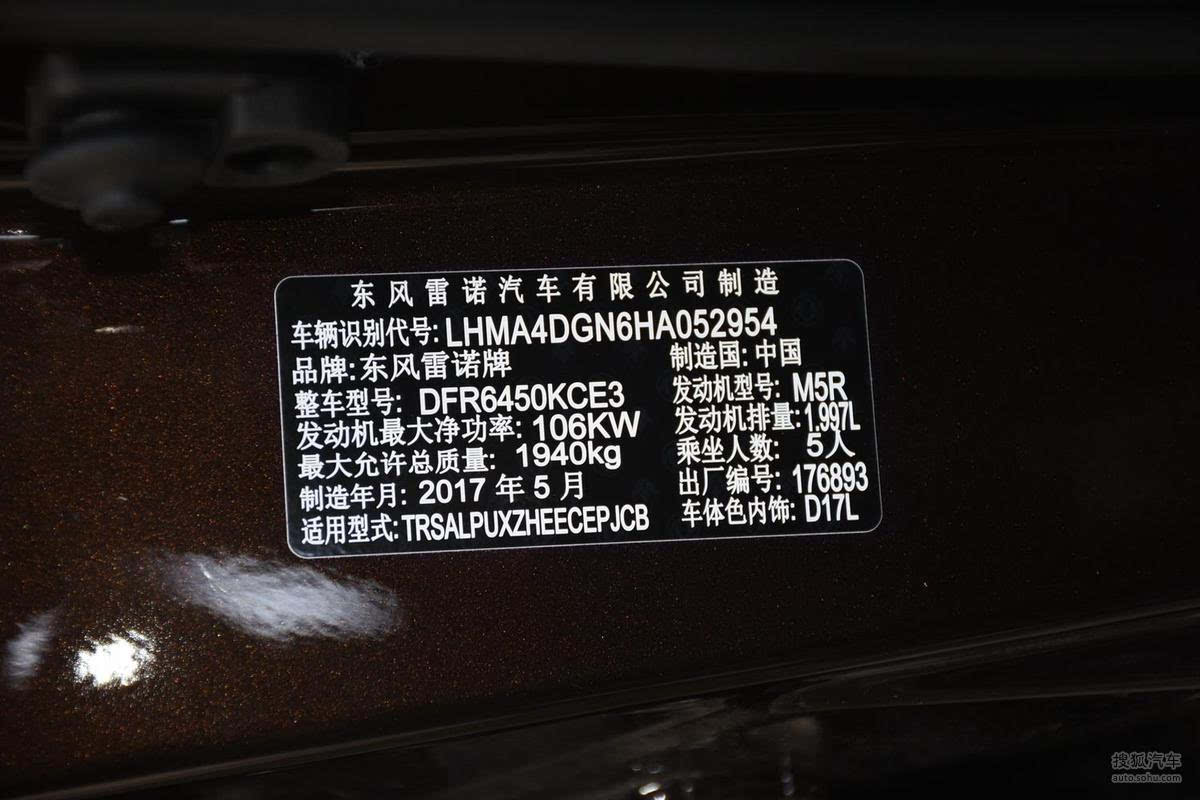 东风雷诺汽车有限公司制造
车辆识别代号: LHMA4DGN6HA052954
品牌: 东风雷诺牌 制造国: 中国
整车型号: DFR6450KCE3 发动机型号: M5R
发动机最大净功率: 106KW 发动机排量: 1.997L
最大允许总质量: 1940kg 乘坐人数: 5人
制造年月: 2017 年 5 月 出厂编号: 176893
适用型式: TRSALPUXZHEECEPJCB 车体色内饰: D17L
搜狐汽车
auto.sohu.com